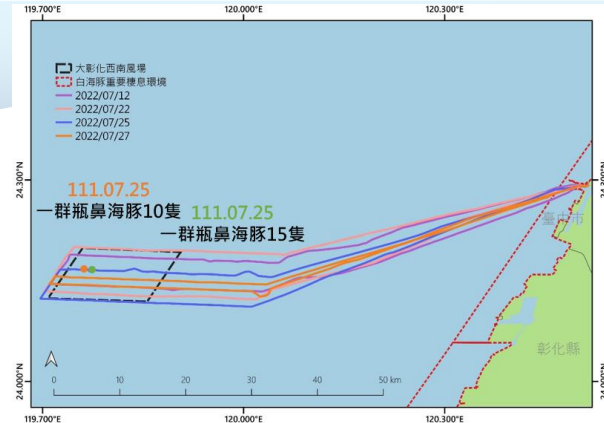 119.700°E
120.000°E
120.300°E
大彰化西南風場
白海豚重要棲息環境
2022/07/12
2022/07/22
2022/07/25
2022/07/27
24.300°N
24.300°N
111.07.25
一群瓶鼻海豚10隻
111.07.25
一群瓶鼻海豚15隻
臺中市
彰化縣
24.000°N
24.000°N
0
10
20
30
40
50 km
119.700°E
120.000°E
120.300°E